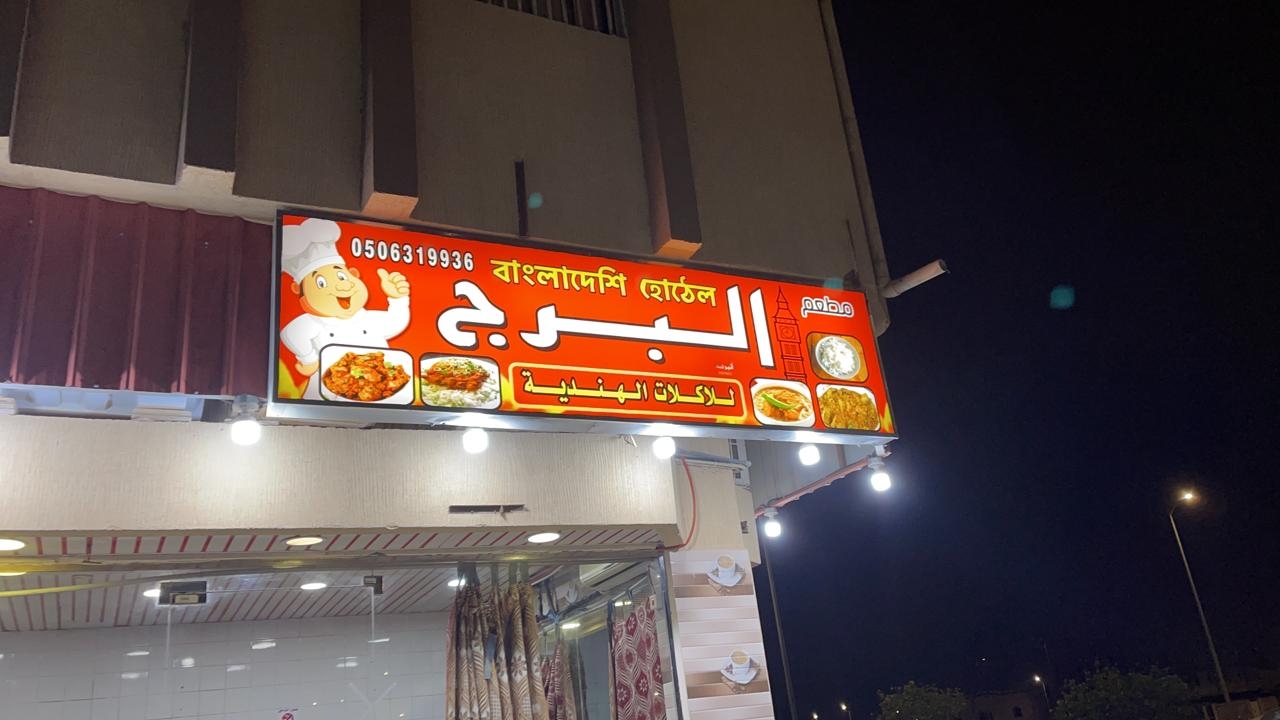 0506319936
বাংলাদেশি হোঠেল
مطعم
البرج
للاكلات الهندية